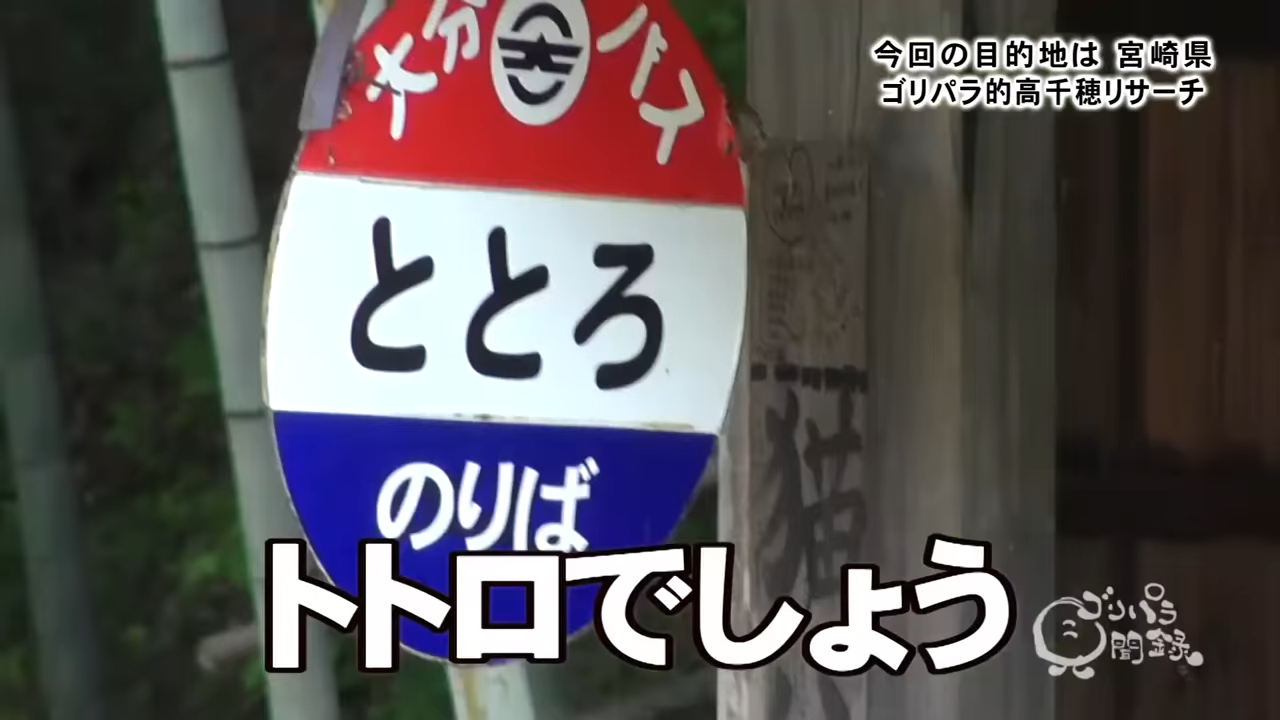 今回の目的地は 宮崎県
ゴリパラ的高千穂リサーチ
大分 バス
ととろ
のりば
猫
トトロでしょう
ゴリパラ
見聞録